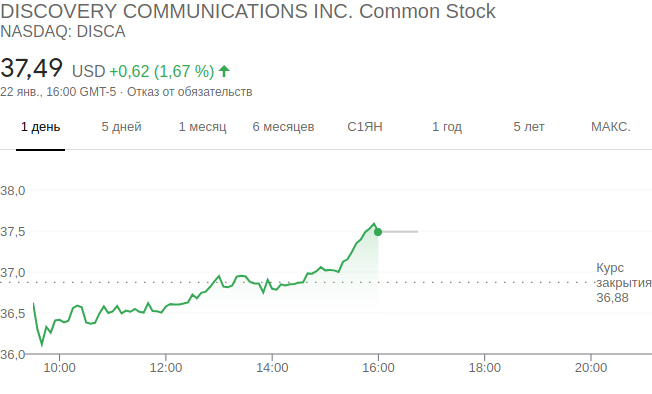 DISCOVERY COMMUNICATIONS INC. Common Stock
NASDAQ: DISCA
37,49 USD +0,62 (1,67 %)
22 янв., 16:00 GMT-5 · Отказ от обязательств
1 день 5 дней 1 месяц 6 месяцев С1ЯН 1 год 5 лет МАКС.
38,0
37,5
37,0
Курс
закрытия
36,88
36,5
36,0
10:00 12:00 14:00 16:00 18:00 20:00